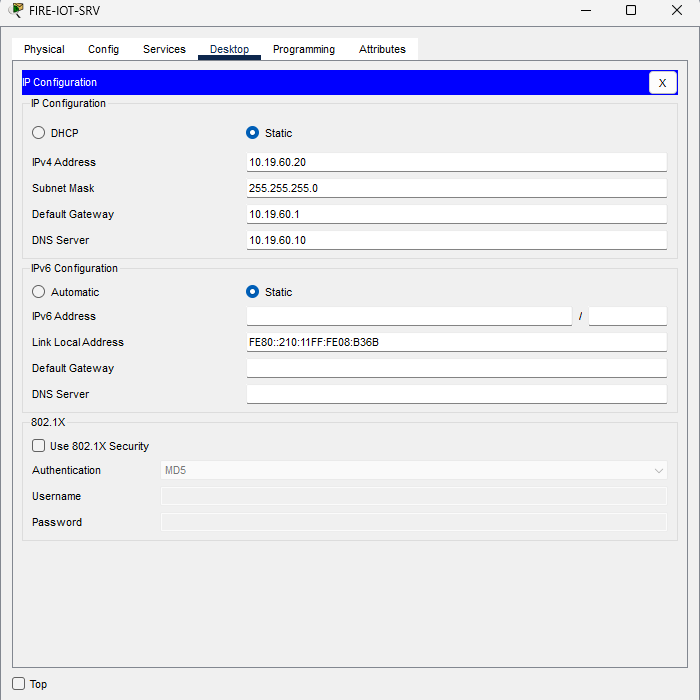 FIRE-IOT-SRV
Physical Config Services Desktop Programming Attributes
IP Configuration X
IP Configuration
DHCP Static
IPv4 Address 10.19.60.20
Subnet Mask 255.255.255.0
Default Gateway 10.19.60.1
DNS Server 10.19.60.10
IPv6 Configuration
Automatic Static
IPv6 Address /
Link Local Address FE80::210:11FF:FE08:B36B
Default Gateway
DNS Server
802.1X
Use 802.1X Security
Authentication MD5
Username
Password
Top